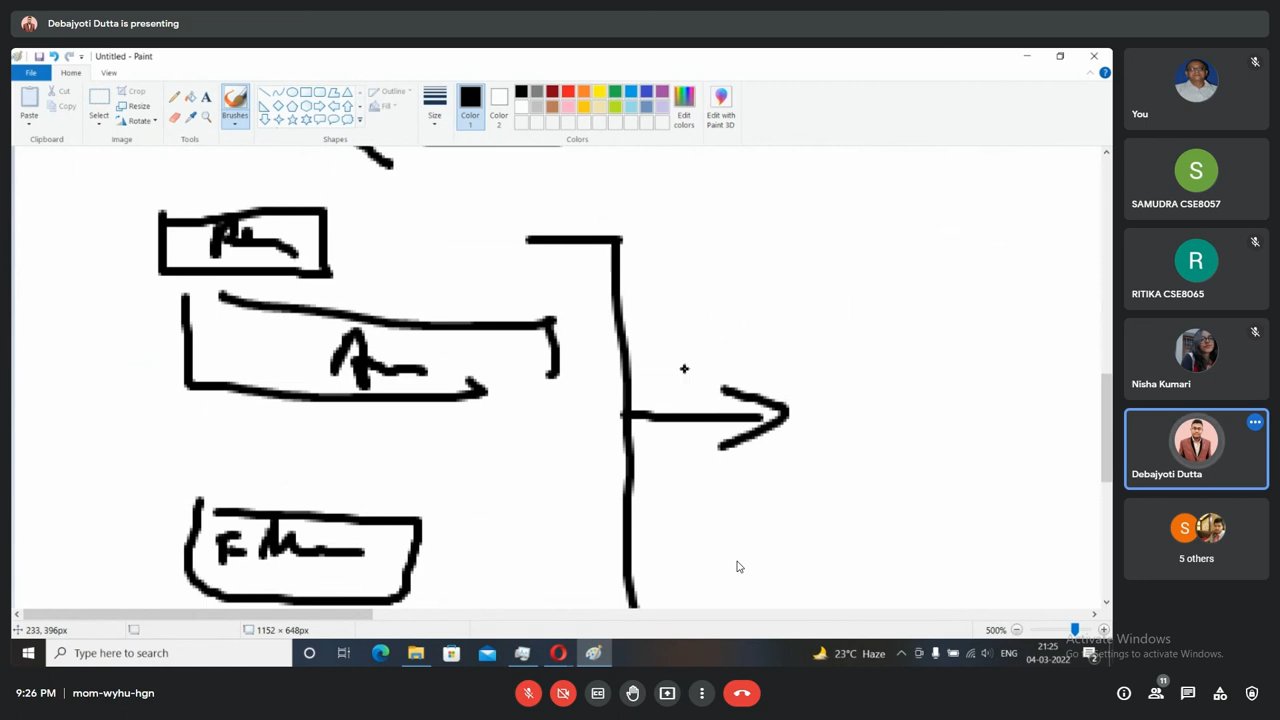 Debajyoti Dutta is presenting
Untitled - Paint
File Home View
Paste
Cut
Copy
Clipboard
Select
Crop
Resize
Rotate
Image
Tools
Brushes
Outline
Fill
Shapes
Size
Color 1
Color 2
Edit colors
Edit with Paint 3D
Colors
233, 396px
1152 × 648px
500%
Type here to search
23°C Haze
ENG
21:25
04-03-2022
2
Activate Windows
Go to Settings to activate Windows.
You
S
SAMUDRA CSE8057
R
RITIKA CSE8065
Nisha Kumari
Debajyoti Dutta
S
5 others
9:26 PM | mom-wyhu-hgn
11